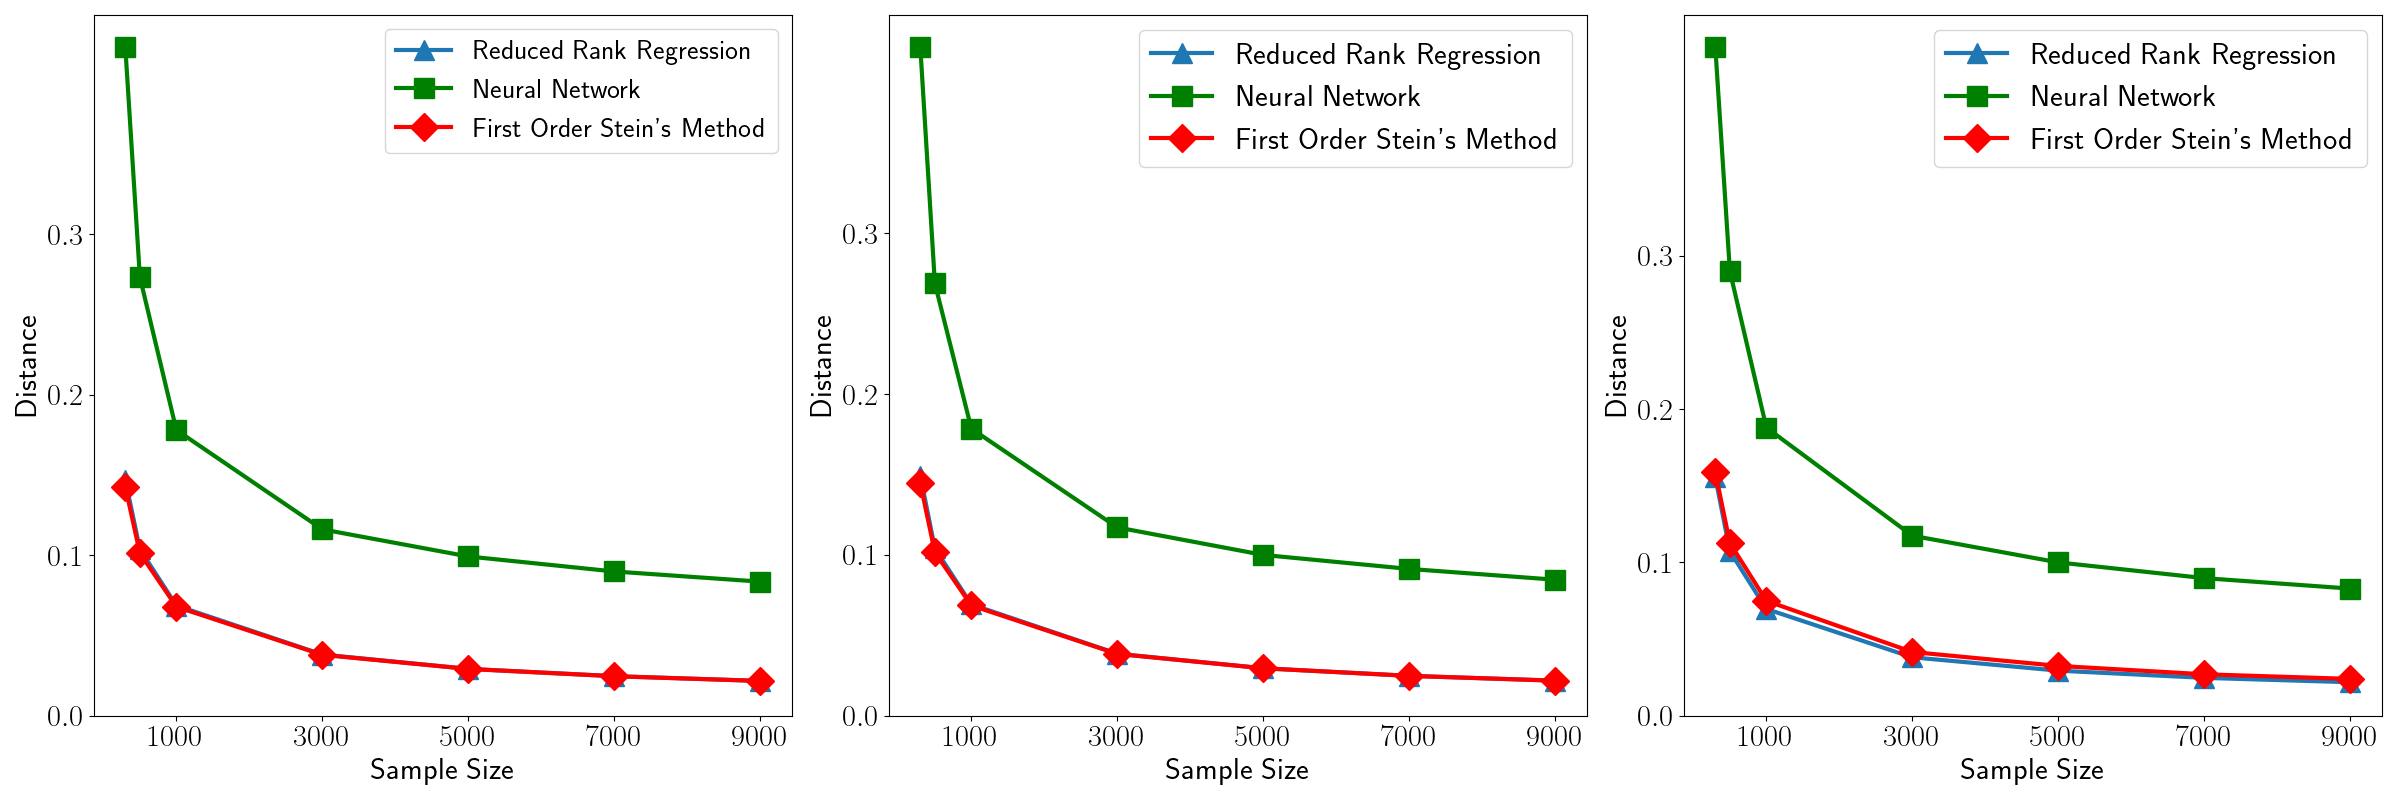 Reduced Rank Regression
Neural Network
First Order Stein's Method
0.3
0.2
0.1
0.0
Distance
1000 3000 5000 7000 9000
Sample Size
Reduced Rank Regression
Neural Network
First Order Stein's Method
0.3
0.2
0.1
0.0
Distance
1000 3000 5000 7000 9000
Sample Size
Reduced Rank Regression
Neural Network
First Order Stein's Method
0.3
0.2
0.1
0.0
Distance
1000 3000 5000 7000 9000
Sample Size